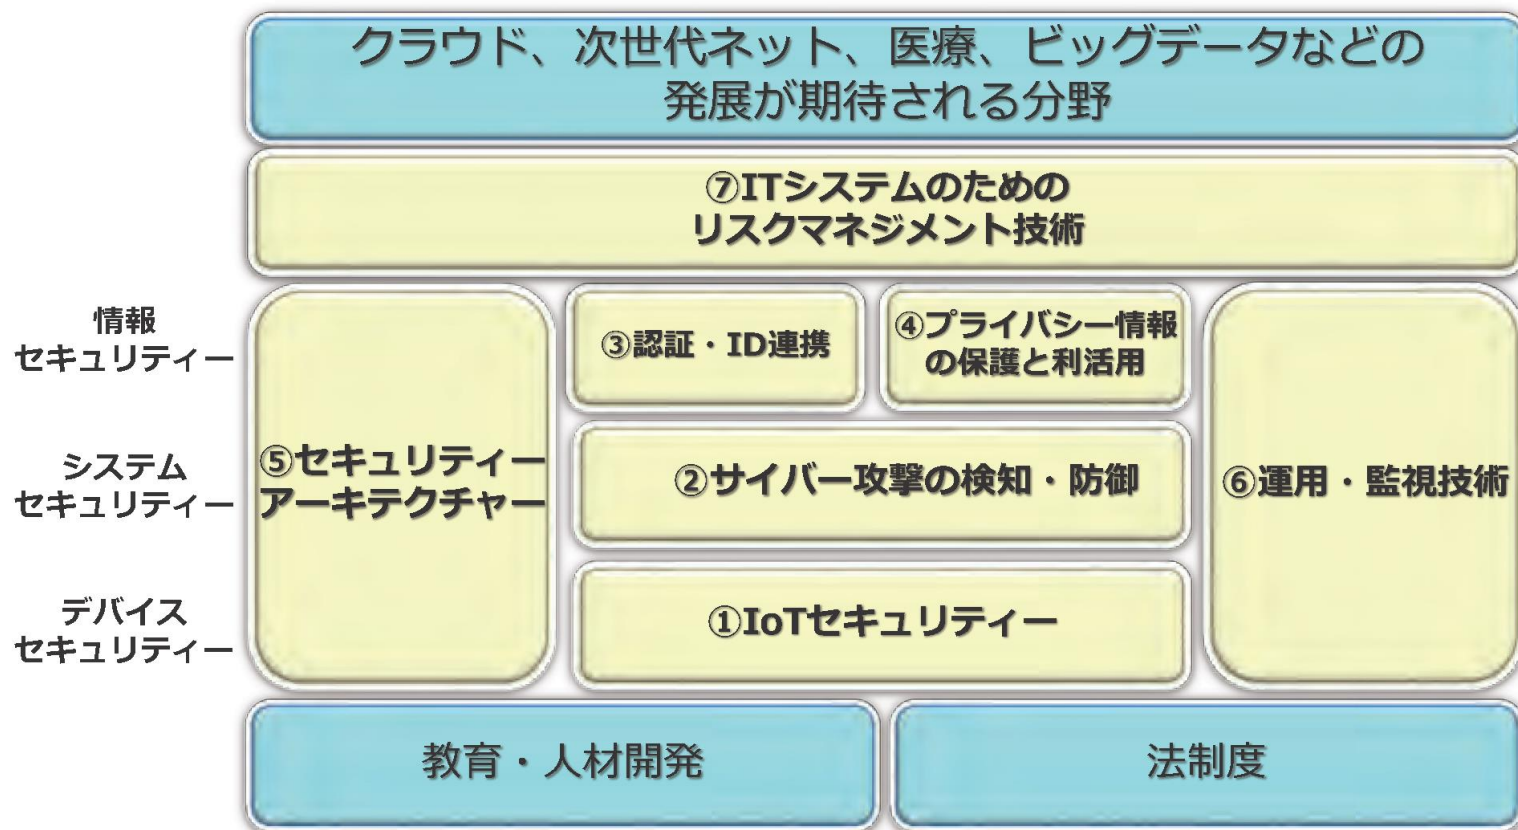 クラウド、次世代ネット、医療、ビッグデータなどの
発展が期待される分野
⑦ITシステムのための
リスクマネジメント技術
情報
セキュリティー
③認証・ID連携
④プライバシー情報
の保護と利活用
システム
セキュリティー
⑤セキュリティー
アーキテクチャー
②サイバー攻撃の検知・防御
⑥運用・監視技術
デバイス
セキュリティー
①IoTセキュリティー
教育・人材開発
法制度